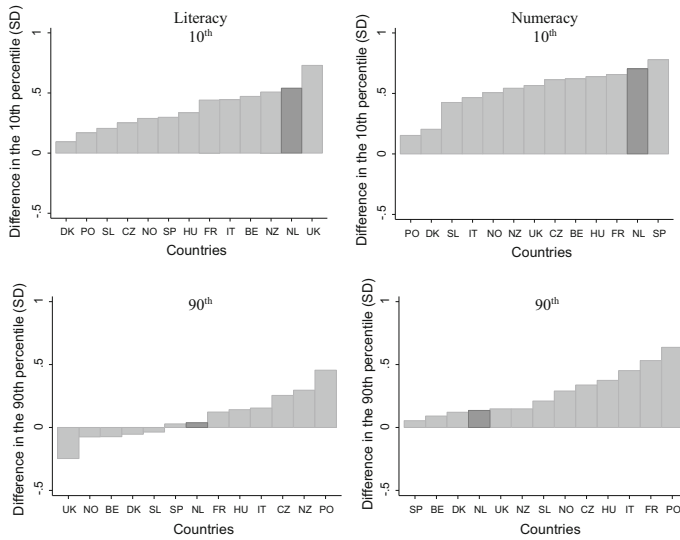 Literacy
10th
Difference in the 10th percentile (SD)
1
.5
0
-.5
DK PO SL CZ NO SP HU FR IT BE NZ NL UK
Countries
Numeracy
10th
Difference in the 10th percentile (SD)
1
.5
0
-.5
PO DK SL IT NO NZ UK CZ BE HU FR NL SP
Countries
90th
Difference in the 90th percentile (SD)
1
.5
0
-.5
UK NO BE DK SL SP NL FR HU IT CZ NZ PO
Countries
90th
Difference in the 90th percentile (SD)
1
.5
0
-.5
SP BE DK NL UK NZ SL NO CZ HU IT FR PO
Countries